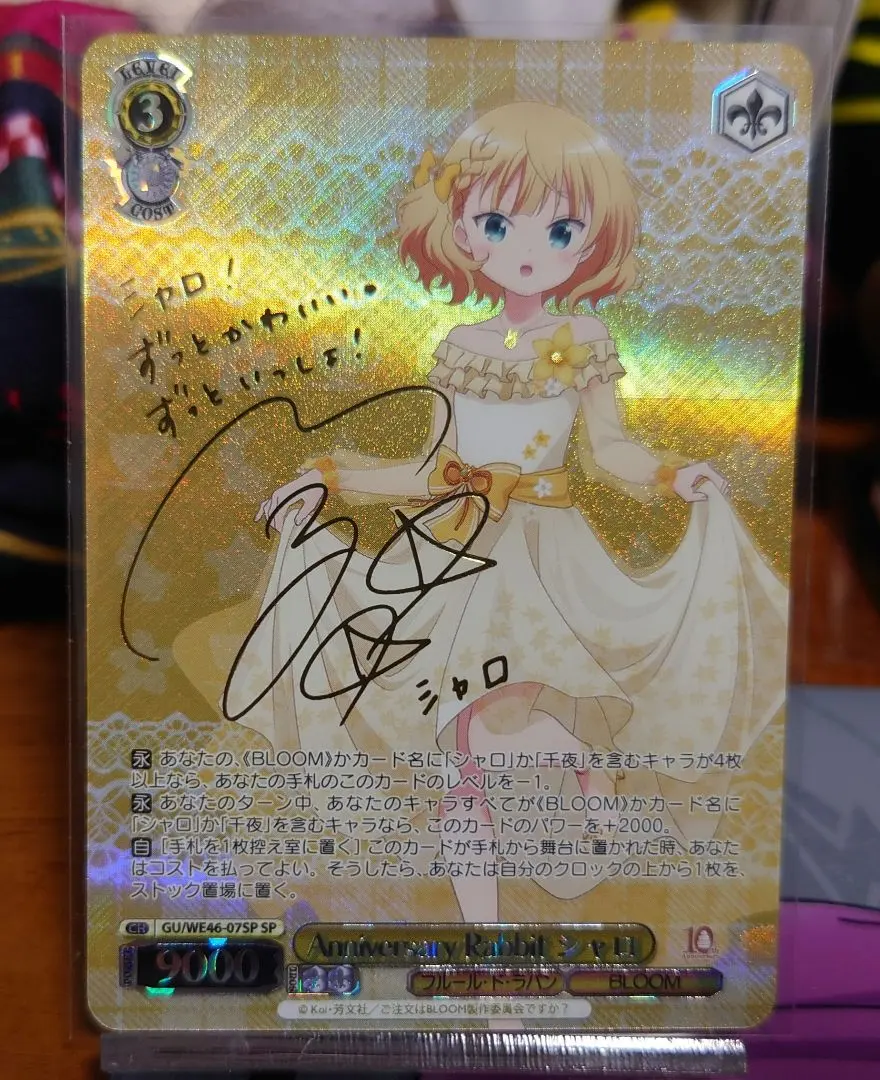 LEVEL
3
COST
シャロ!
ずっとかわいい。
ずっといっしょ!
シャロ
永 あなたの、《BLOOM》かカード名に「シャロ」か「千夜」を含むキャラが4枚
以上なら、あなたの手札のこのカードのレベルを-1。
永 あなたのターン中、あなたのキャラすべてが《BLOOM》かカード名に
「シャロ」か「千夜」を含むキャラなら、このカードのパワーを+2000。
自 [手札を1枚控え室に置く] このカードが手札から舞台に置かれた時、あなた
はコストを払ってよい。そうしたら、あなたは自分のクロックの上から1枚を、
ストック置場に置く。
CH GU/WE46-07SP SP
Anniversary Rabbit シャロ
10th
Anniversary
POWER 9000
フルール・ド・ラパン
BLOOM
© Koi・芳文社/ご注文はBLOOM製作委員会ですか?